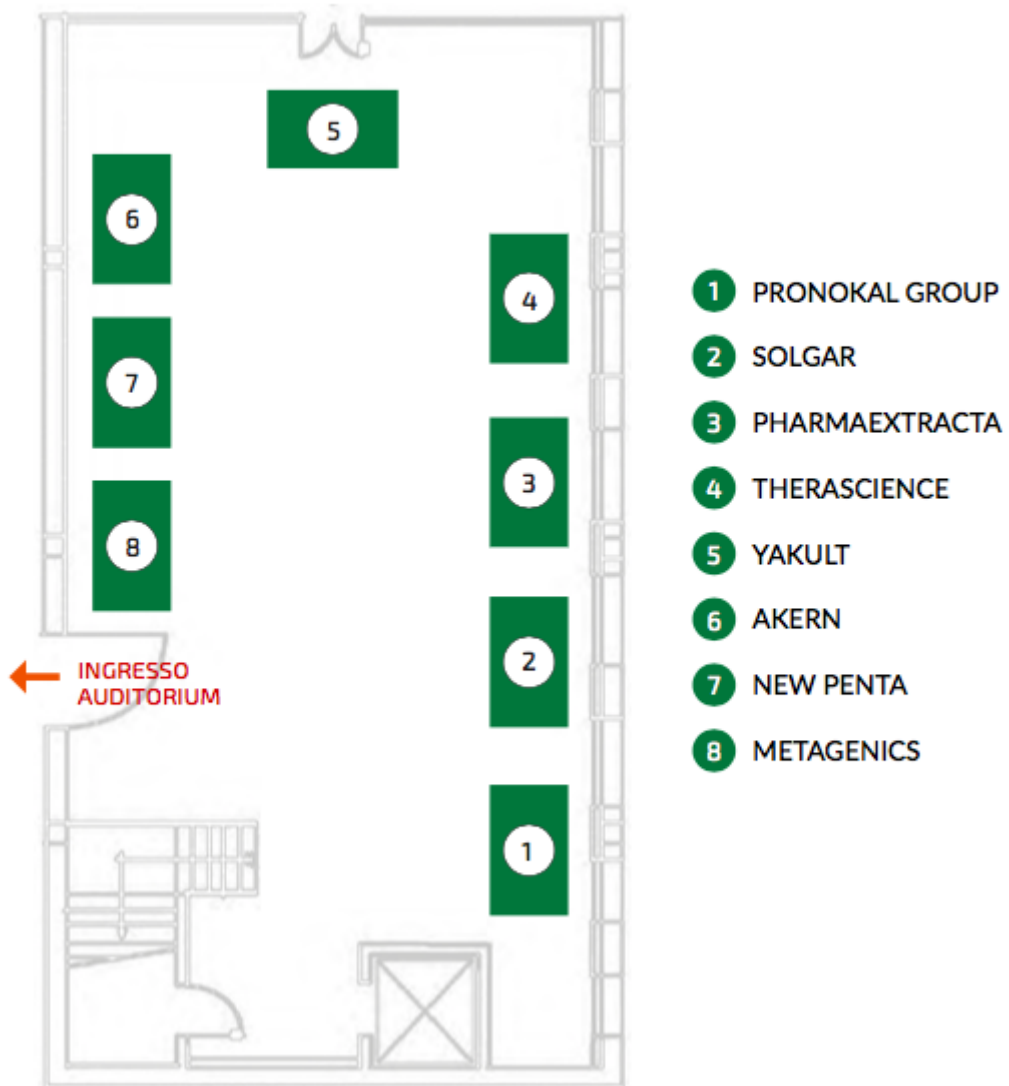 5
6
4
7
3
8
2
INGRESSO
AUDITORIUM
1
1 PRONOKAL GROUP
2 SOLGAR
3 PHARMAEXTRACTA
4 THERASCIENCE
5 YAKULT
6 AKERN
7 NEW PENTA
8 METAGENICS